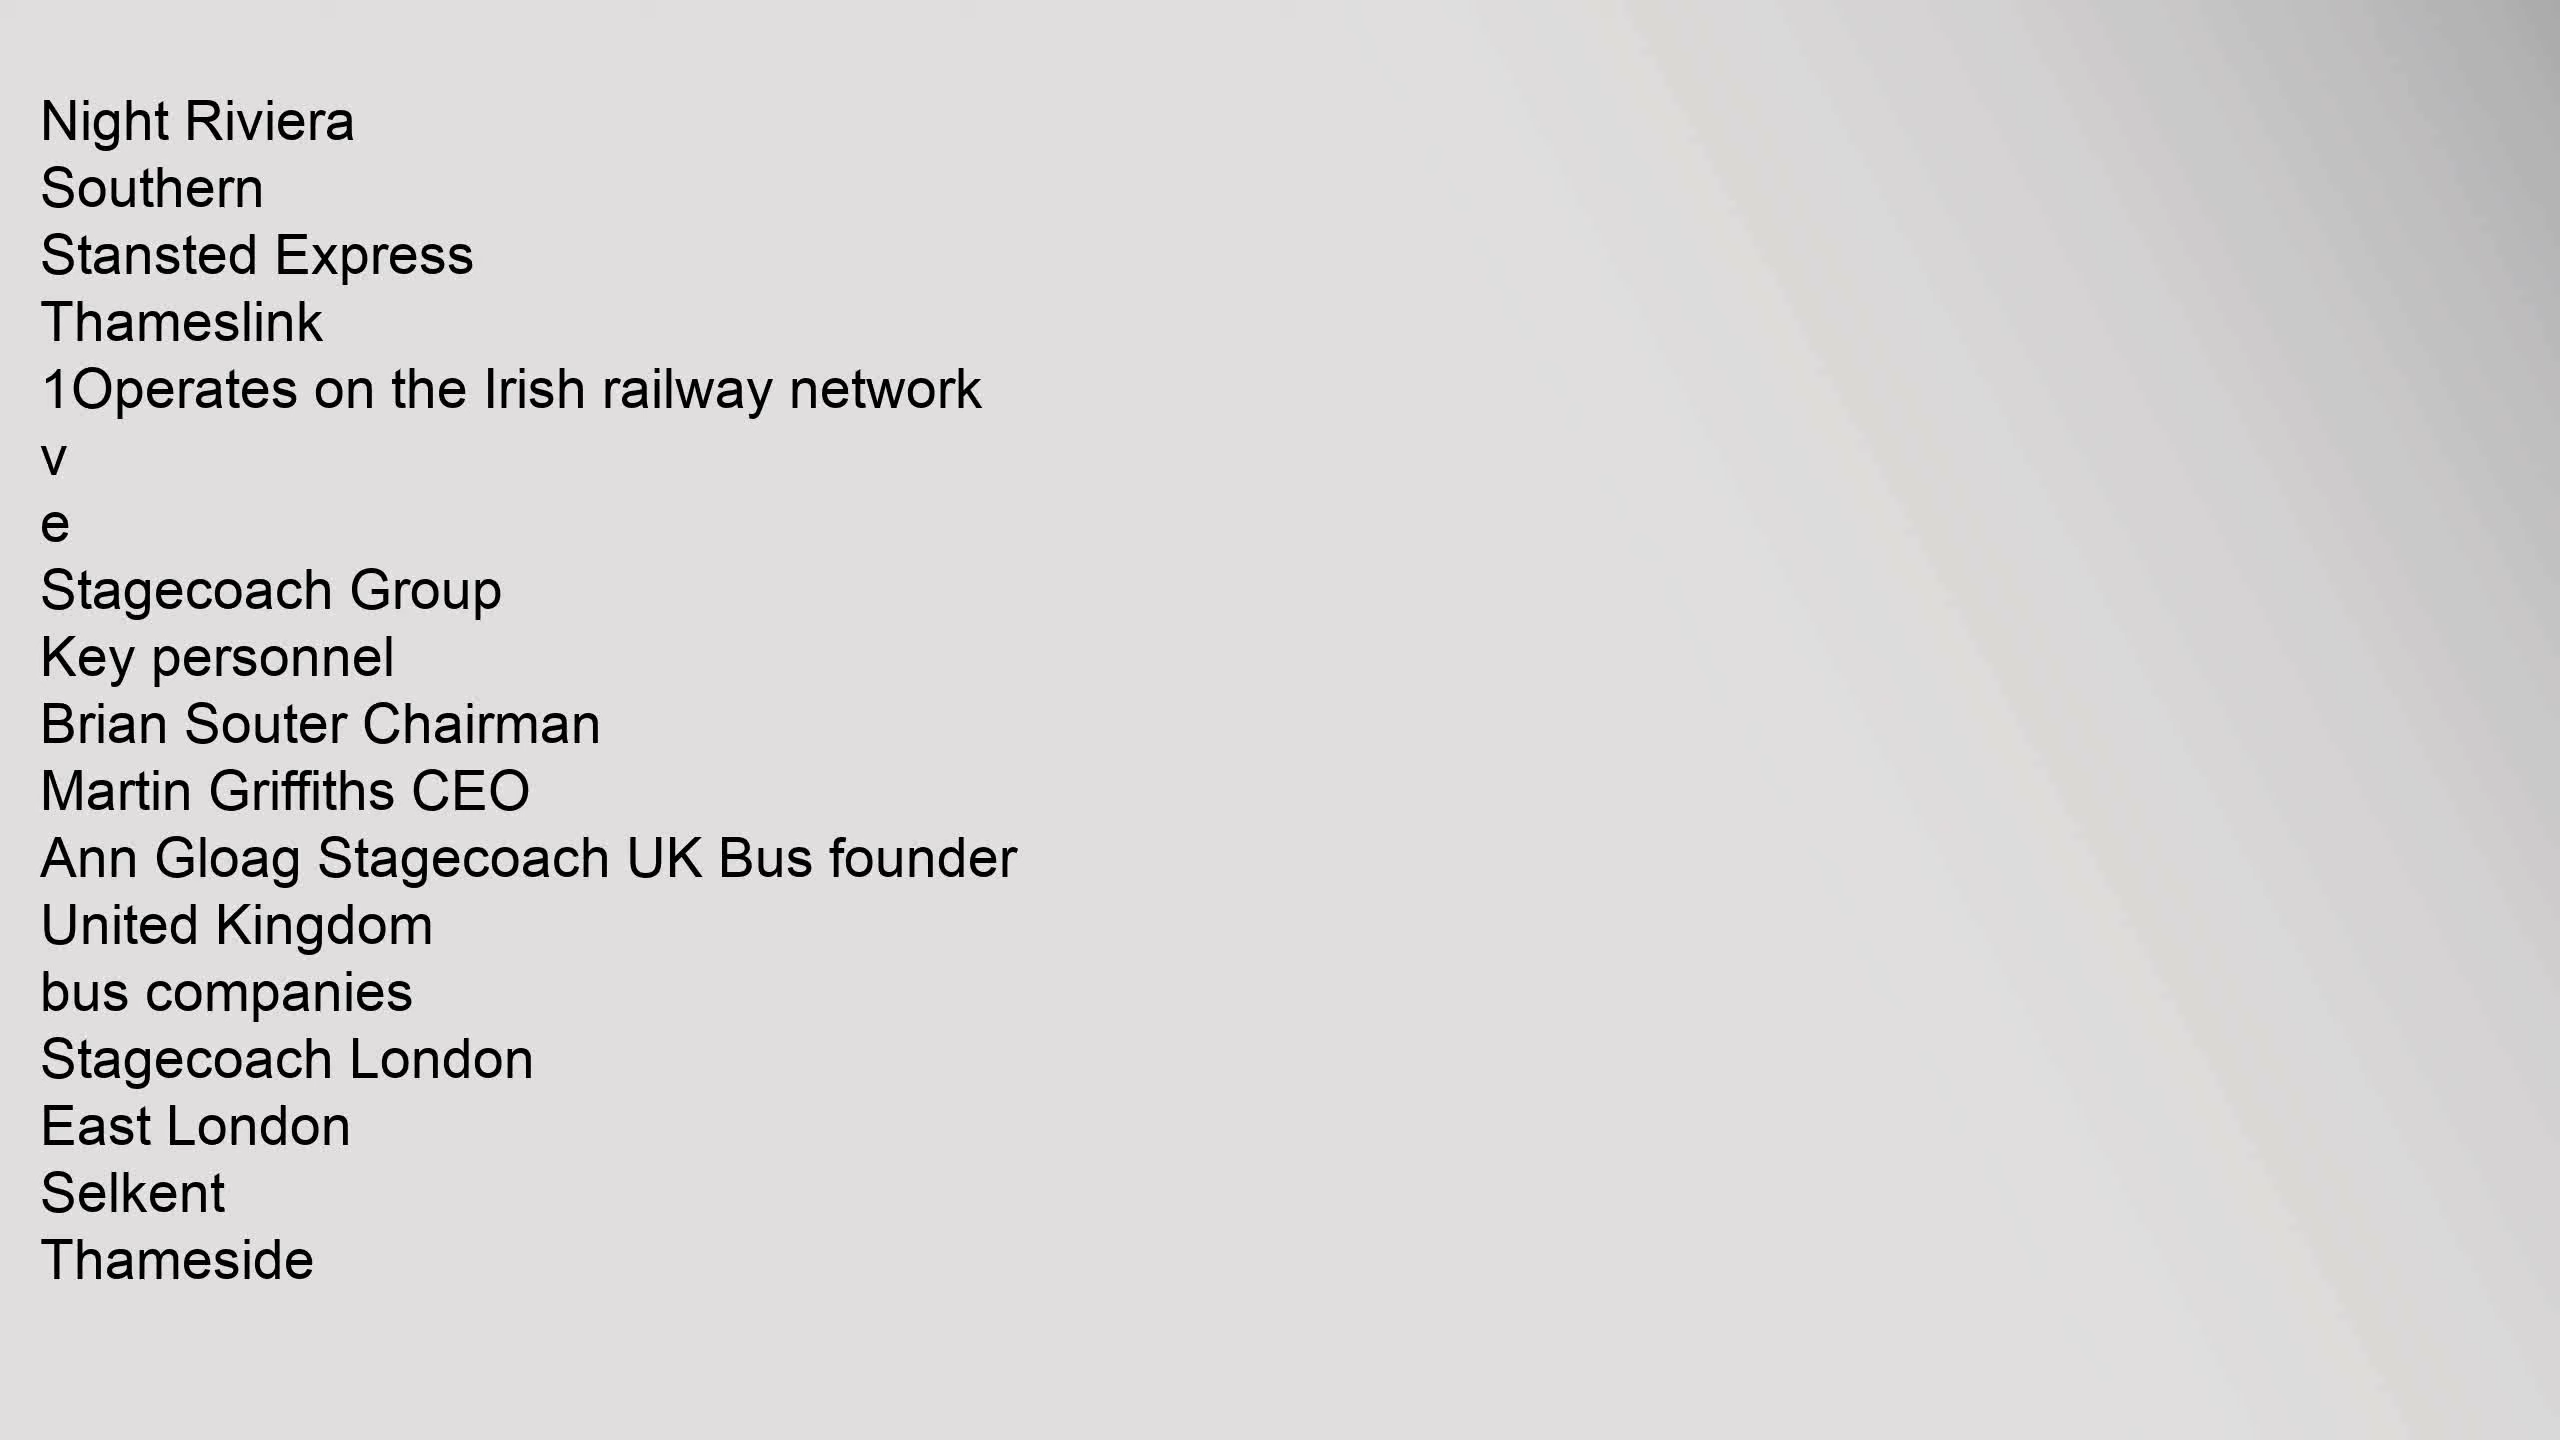 Night Riviera
Southern
Stansted Express
Thameslink
1Operates on the Irish railway network
v
e
Stagecoach Group
Key personnel
Brian Souter Chairman
Martin Griffiths CEO
Ann Gloag Stagecoach UK Bus founder
United Kingdom
bus companies
Stagecoach London
East London
Selkent
Thameside